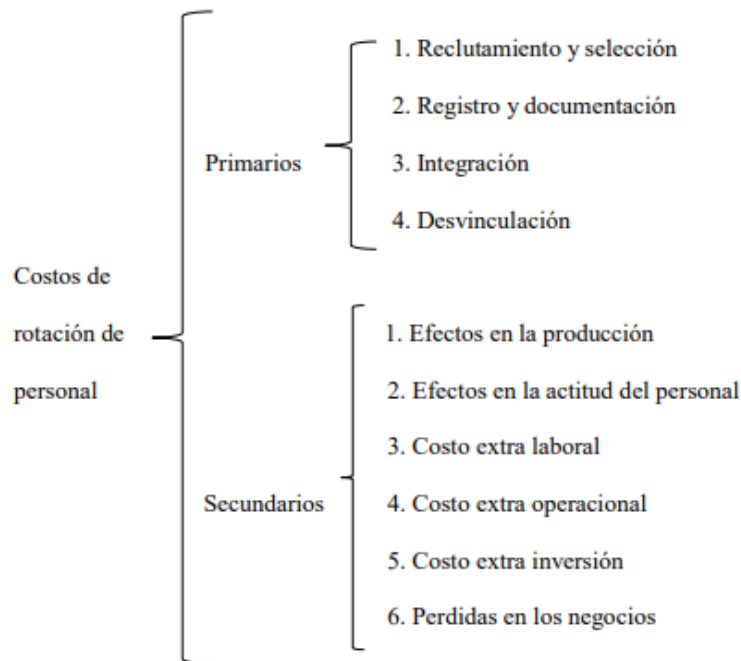 Costos de
rotación de
personal
Primarios
1. Reclutamiento y selección
2. Registro y documentación
3. Integración
4. Desvinculación
Secundarios
1. Efectos en la producción
2. Efectos en la actitud del personal
3. Costo extra laboral
4. Costo extra operacional
5. Costo extra inversión
6. Perdidas en los negocios